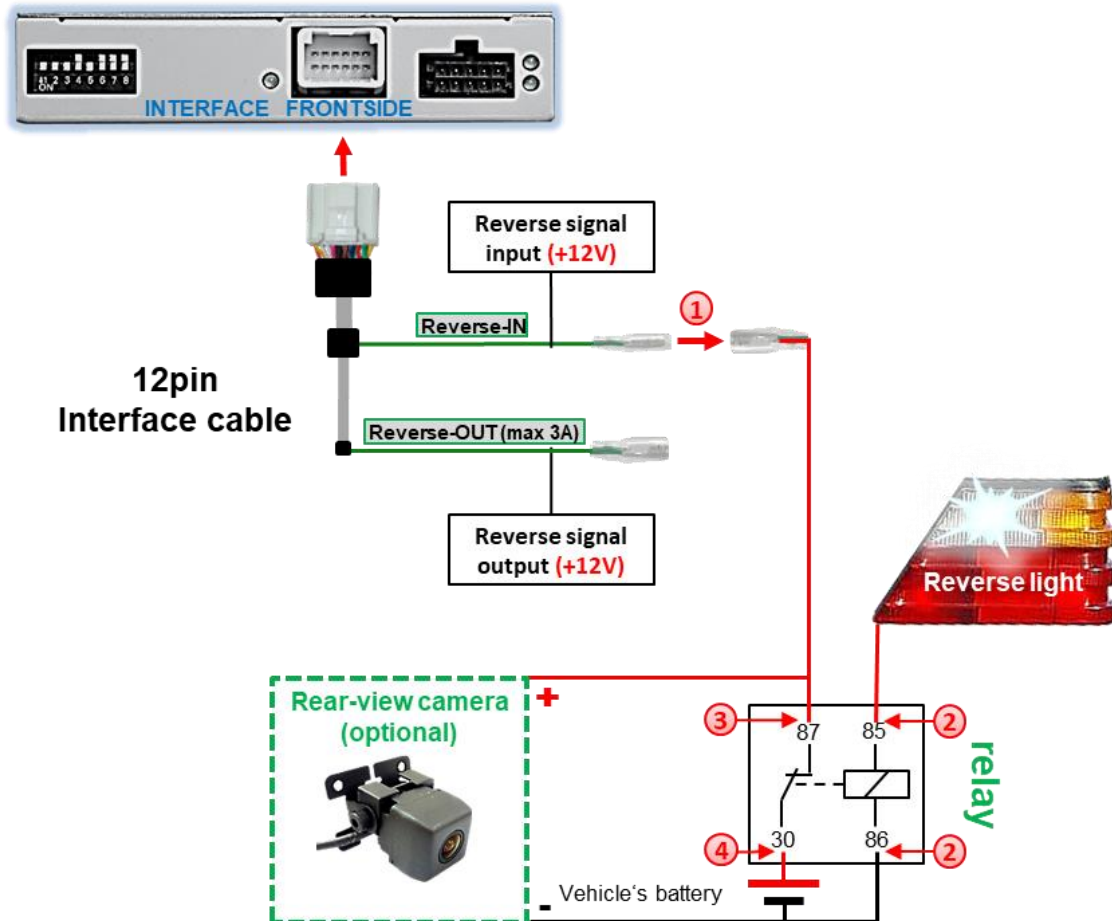 1 2 3 4 5 6 7 8
ON
INTERFACE FRONTSIDE
Reverse signal
input (+12V)
Reverse-IN
1
12pin
Interface cable
Reverse-OUT (max 3A)
Reverse signal
output (+12V)
Reverse light
Rear-view camera
(optional)
+
3
87
85
2
relay
4
30
86
2
-
Vehicle‘s battery